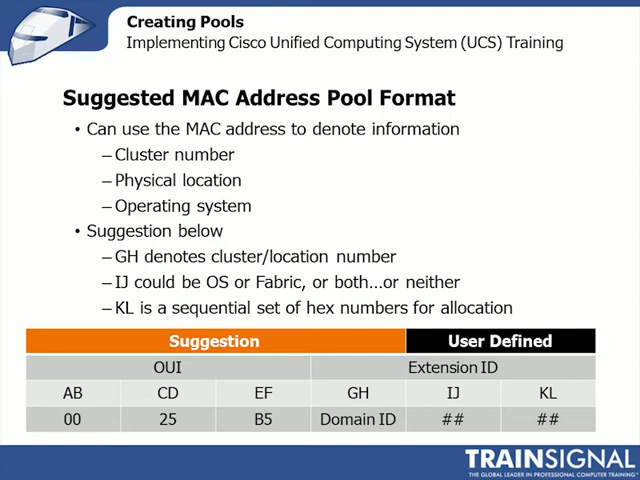 Creating Pools
Implementing Cisco Unified Computing System (UCS) Training
Suggested MAC Address Pool Format
• Can use the MAC address to denote information
– Cluster number
– Physical location
– Operating system
• Suggestion below
– GH denotes cluster/location number
– IJ could be OS or Fabric, or both...or neither
– KL is a sequential set of hex numbers for allocation
Suggestion User Defined
OUI Extension ID
AB CD EF GH IJ KL
00 25 B5 Domain ID ## ##
TRAINSIGNAL
THE GLOBAL LEADER IN PROFESSIONAL COMPUTER TRAINING